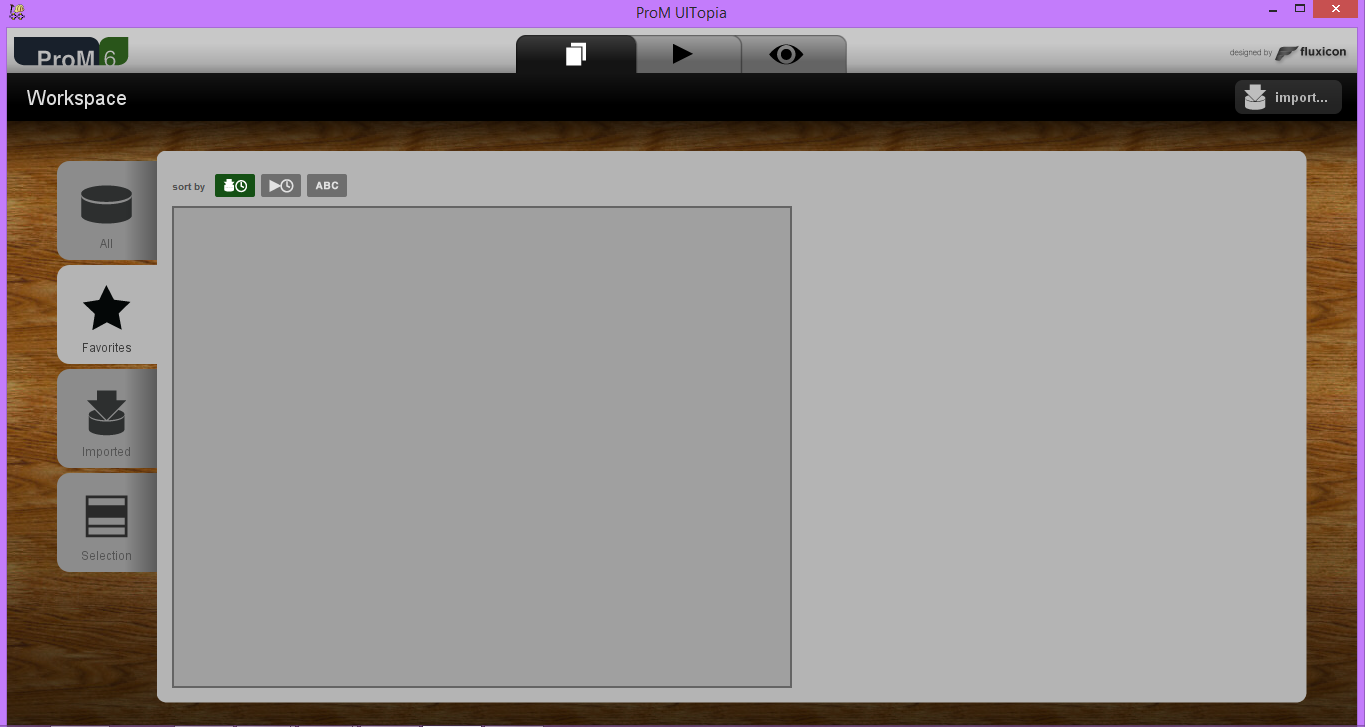 ProM UITopia
ProM 6
designed by fluxicon
Workspace
import...
sort by
ABC
All
Favorites
Imported
Selection